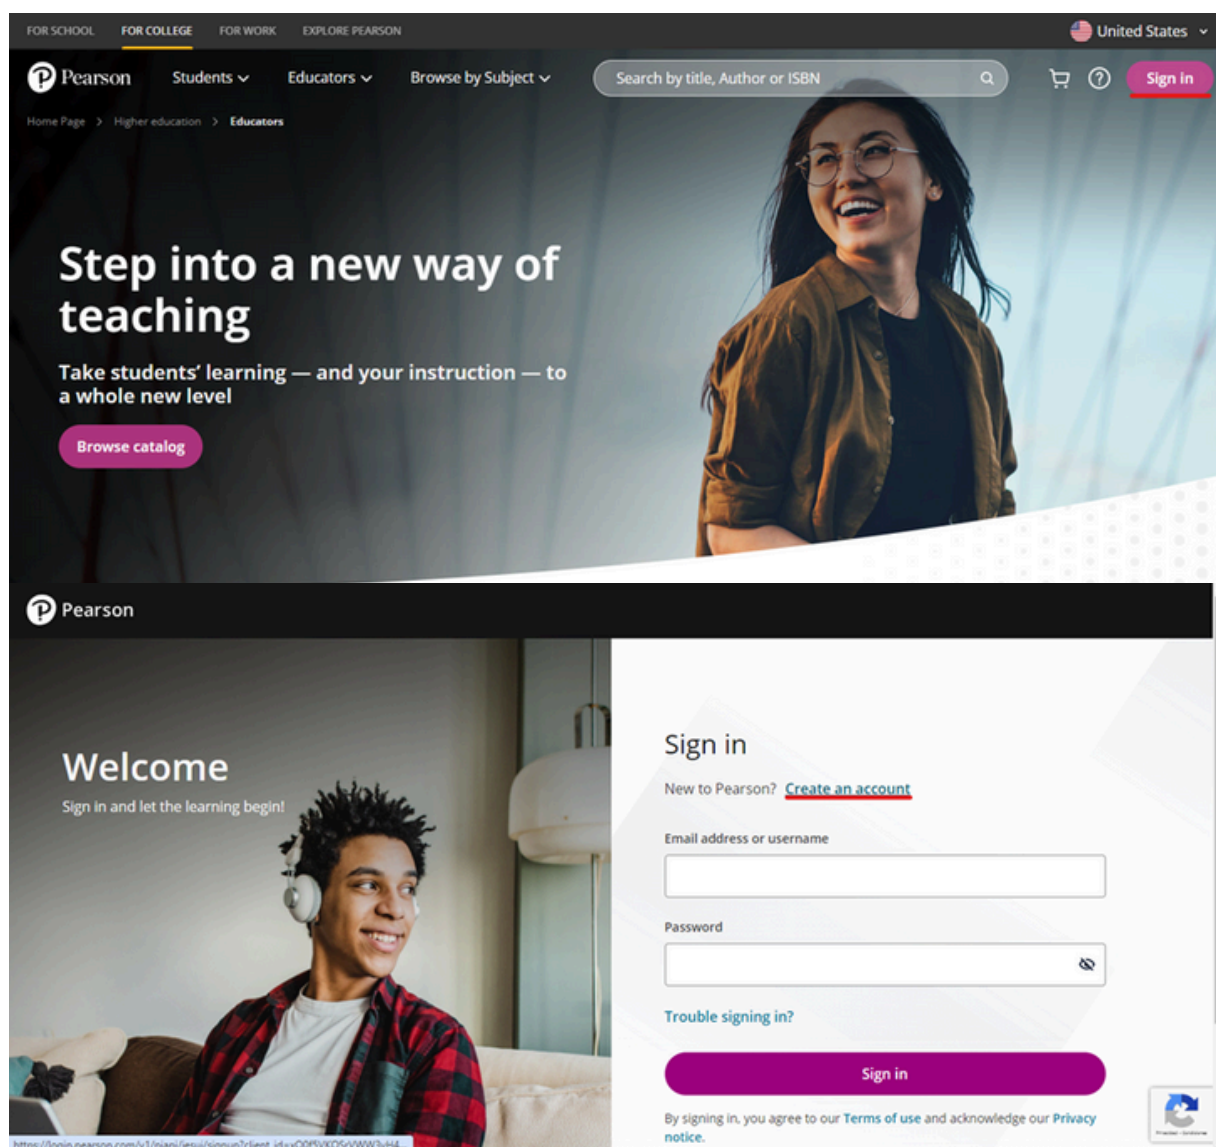 FOR SCHOOL FOR COLLEGE FOR WORK EXPLORE PEARSON United States
Pearson Students Educators Browse by Subject Search by title, Author or ISBN Sign in
Home Page > Higher education > Educators
Step into a new way of
teaching
Take students' learning — and your instruction — to
a whole new level
Browse catalog
Pearson
Welcome
Sign in and let the learning begin!
Sign in
New to Pearson? Create an account
Email address or username
Password
Trouble signing in?
Sign in
By signing in, you agree to our Terms of use and acknowledge our Privacy
notice.